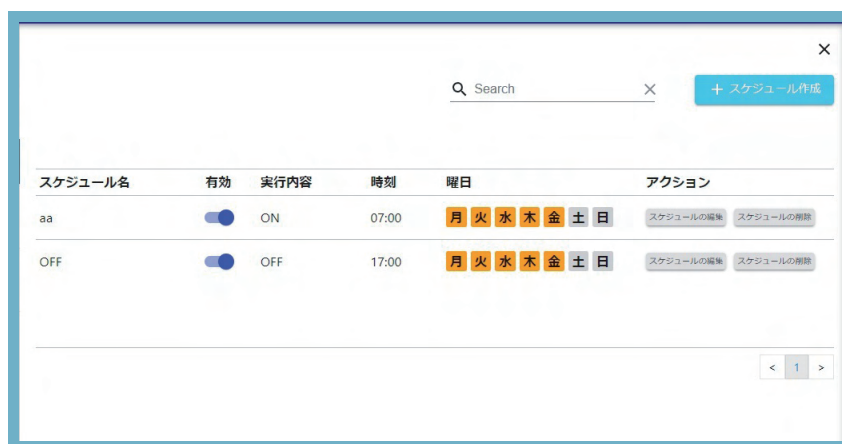 ×
Search ×
+ スケジュール作成
スケジュール名 有効 実行内容 時刻 曜日 アクション
aa ON 07:00 月 火 水 木 金 土 日 スケジュールの編集 スケジュールの削除
OFF OFF 17:00 月 火 水 木 金 土 日 スケジュールの編集 スケジュールの削除
< 1 >